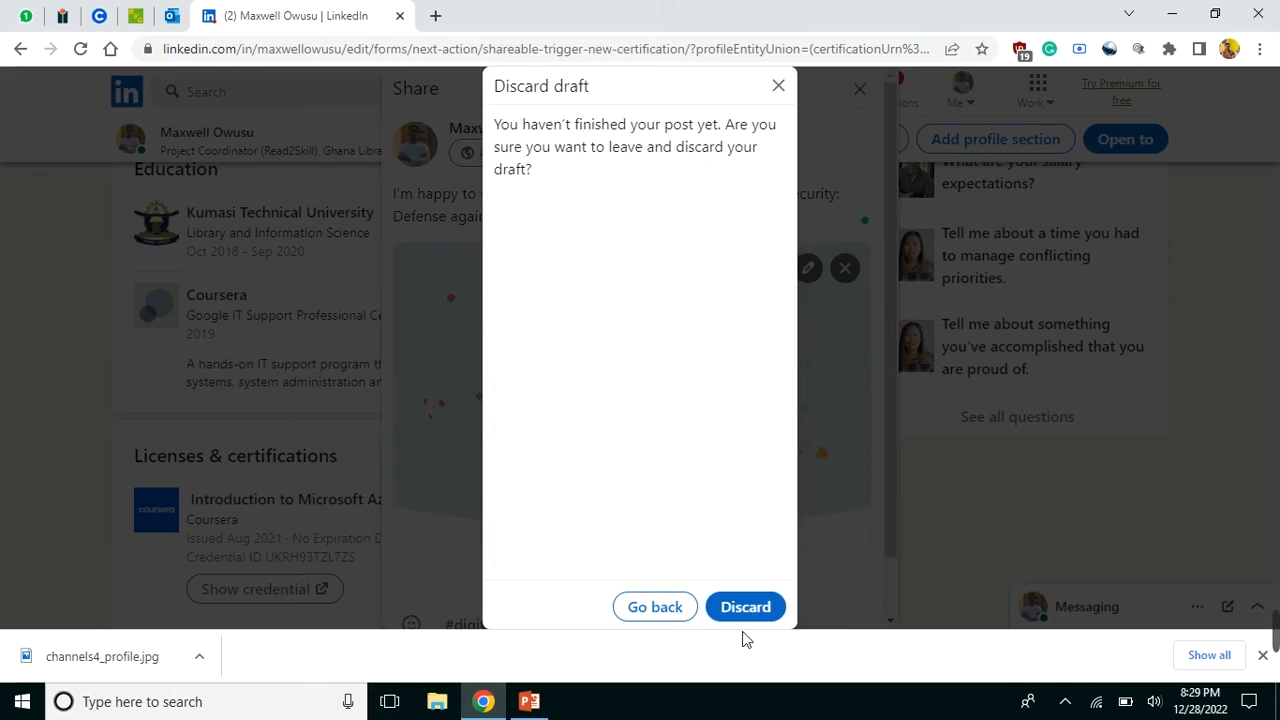 (2) Maxwell Owusu | LinkedIn
linkedin.com/in/maxwellowusu/edit/forms/next-action/shareable-trigger-new-certification/?profileEntityUnion=(certificationUrn%3...
19
in
Search
Share
Me
Work
Try Premium for
free
Maxwell Owusu
Project Coordinator (Read2Skill), Ghana Libra
Add profile section
Open to
Discard draft
You haven't finished your post yet. Are you
sure you want to leave and discard your
draft?
Go back
Discard
I'm happy to
security:
Defense again
Education
Kumasi Technical University
Library and Information Science
Oct 2018 - Sep 2020
Coursera
Google IT Support Professional Ce
2019
A hands-on IT support program th
systems, system administration an
Licenses & certifications
coursera
Introduction to Microsoft Az
Coursera
Issued Aug 2021 · No Expiration D
Credential ID UKRH93TZL7ZS
Show credential
What are your salary
expectations?
Tell me about a time you had
to manage conflicting
priorities.
Tell me about something
you've accomplished that you
are proud of.
See all questions
Messaging
channels4_profile.jpg
Show all
Type here to search
8:29 PM
12/28/2022